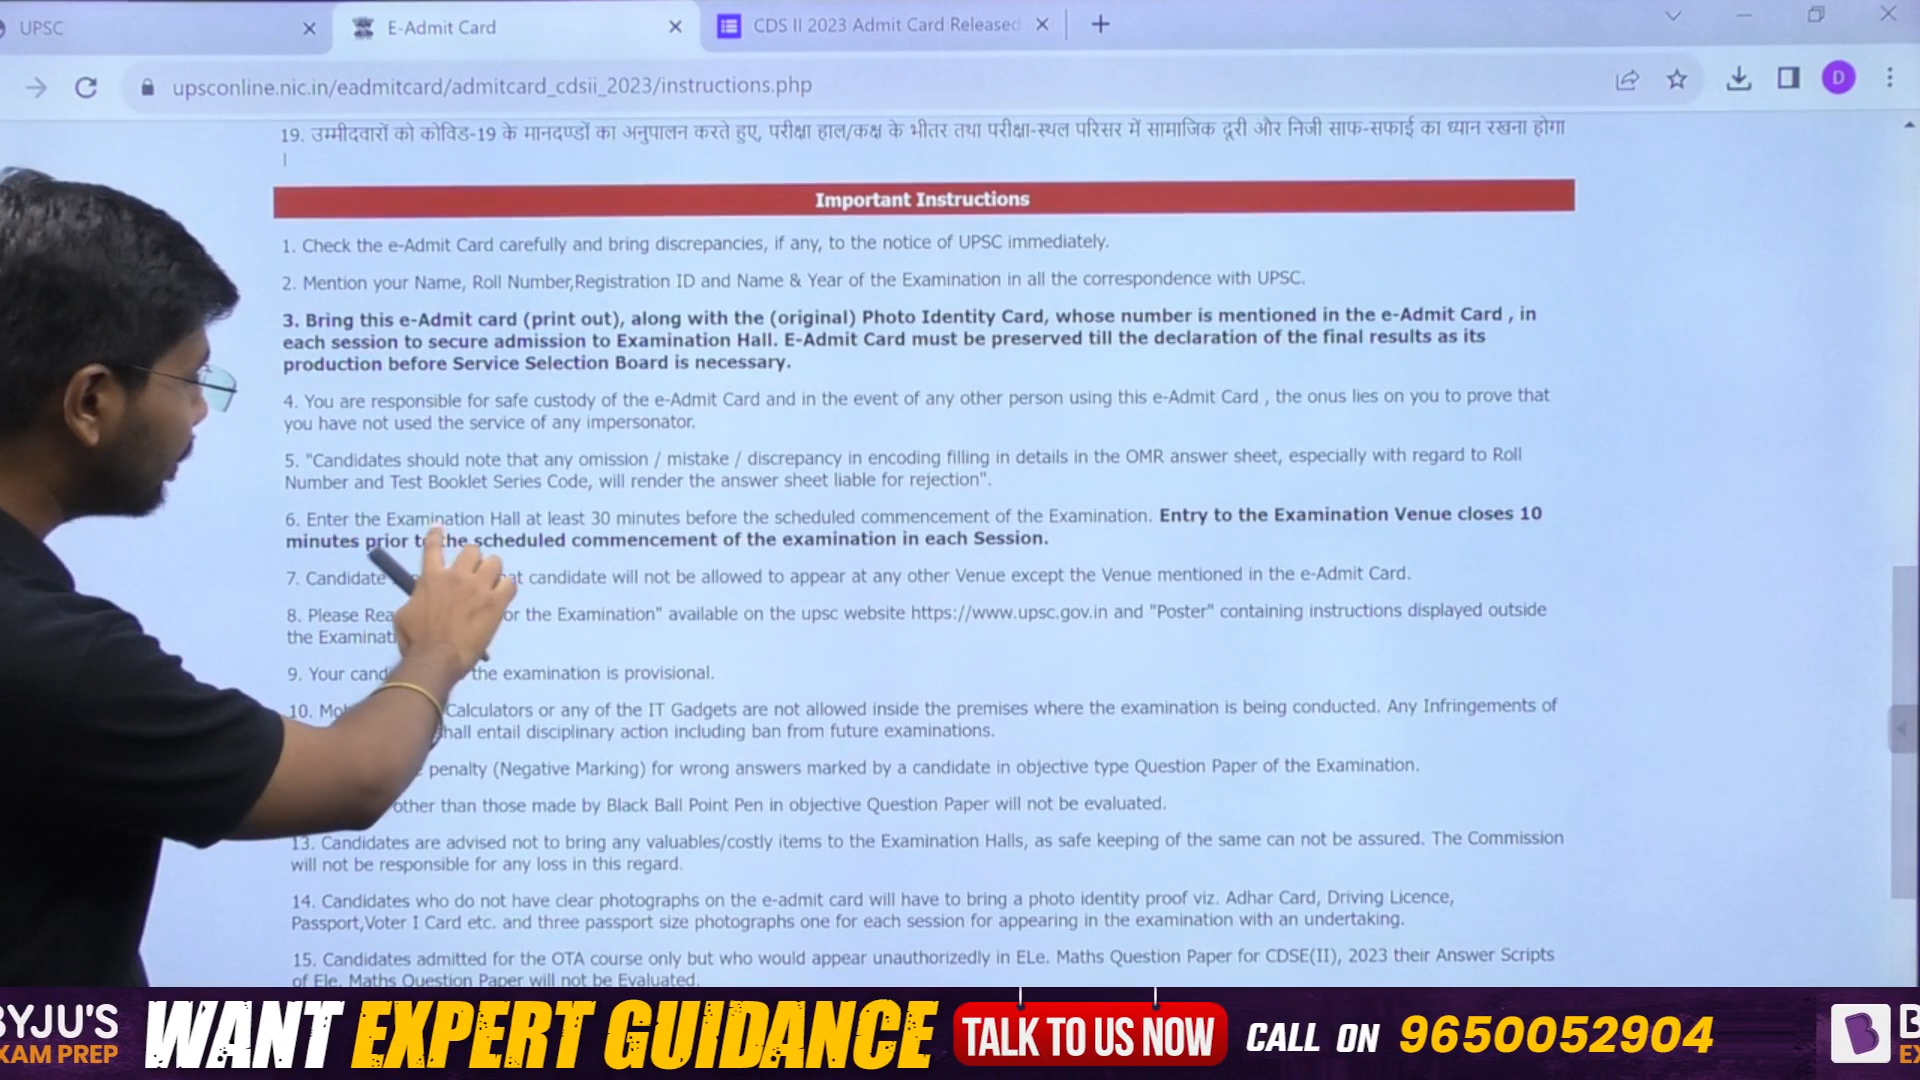 UPSC
E-Admit Card
CDS II 2023 Admit Card Released
upsconline.nic.in/eadmitcard/admitcard_cdsii_2023/instructions.php
D
19. उम्मीदवारों को कोविड-19 के मानदण्डों का अनुपालन करते हुए, परीक्षा हाल/कक्ष के भीतर तथा परीक्षा-स्थल परिसर में सामाजिक दूरी और निजी साफ-सफाई का ध्यान रखना होगा
।
Important Instructions
1. Check the e-Admit Card carefully and bring discrepancies, if any, to the notice of UPSC immediately.
2. Mention your Name, Roll Number,Registration ID and Name & Year of the Examination in all the correspondence with UPSC.
3. Bring this e-Admit card (print out), along with the (original) Photo Identity Card, whose number is mentioned in the e-Admit Card , in
each session to secure admission to Examination Hall. E-Admit Card must be preserved till the declaration of the final results as its
production before Service Selection Board is necessary.
4. You are responsible for safe custody of the e-Admit Card and in the event of any other person using this e-Admit Card , the onus lies on you to prove that
you have not used the service of any impersonator.
5. "Candidates should note that any omission / mistake / discrepancy in encoding filling in details in the OMR answer sheet, especially with regard to Roll
Number and Test Booklet Series Code, will render the answer sheet liable for rejection".
6. Enter the Examination Hall at least 30 minutes before the scheduled commencement of the Examination. Entry to the Examination Venue closes 10
minutes prior to the scheduled commencement of the examination in each Session.
7. Candidate candidate will not be allowed to appear at any other Venue except the Venue mentioned in the e-Admit Card.
8. Please the Examination" available on the upsc website https://www.upsc.gov.in and "Poster" containing instructions displayed outside
the
9. Your the examination is provisional.
10. Calculators or any of the IT Gadgets are not allowed inside the premises where the examination is being conducted. Any Infringements of
entail disciplinary action including ban from future examinations.
penalty (Negative Marking) for wrong answers marked by a candidate in objective type Question Paper of the Examination.
other than those made by Black Ball Point Pen in objective Question Paper will not be evaluated.
13. Candidates are advised not to bring any valuables/costly items to the Examination Halls, as safe keeping of the same can not be assured. The Commission
will not be responsible for any loss in this regard.
14. Candidates who do not have clear photographs on the e-admit card will have to bring a photo identity proof viz. Adhar Card, Driving Licence,
Passport,Voter I Card etc. and three passport size photographs one for each session for appearing in the examination with an undertaking.
15. Candidates admitted for the OTA course only but who would appear unauthorizedly in ELe. Maths Question Paper for CDSE(II), 2023 their Answer Scripts
of Ele. Maths Question Paper will not be Evaluated.
BYJU'S
EXAM PREP
WANT EXPERT GUIDANCE
TALK TO US NOW
CALL ON 9650052904